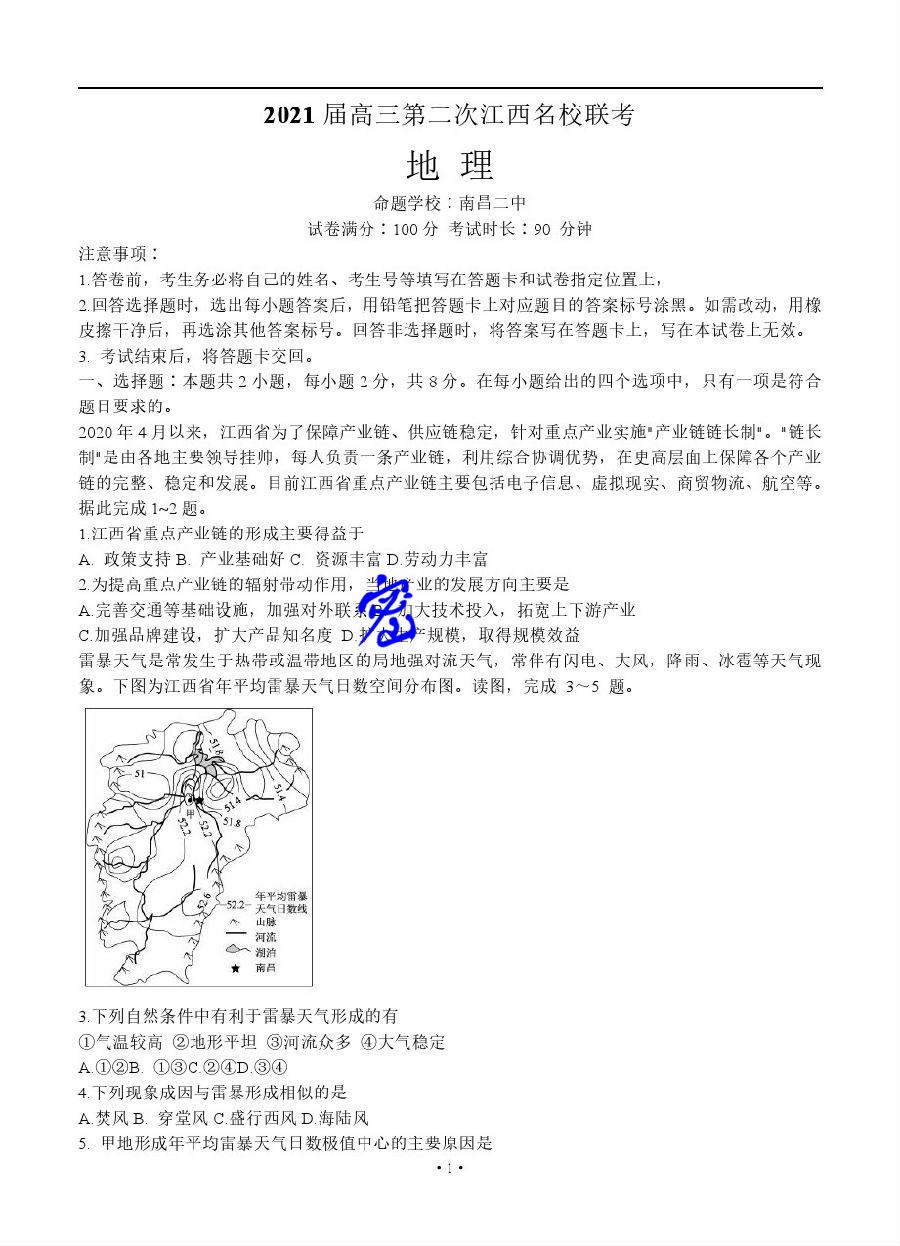 2021 届高三第二次江西名校联考
地 理
命题学校：南昌二中
试卷满分：100 分 考试时长：90 分钟
注意事项：
1.答卷前，考生务必将自己的姓名、考生号等填写在答题卡和试卷指定位置上，
2.回答选择题时，选出每小题答案后，用铅笔把答题卡上对应题目的答案标号涂黑。如需改动，用橡
皮擦干净后，再选涂其他答案标号。回答非选择题时，将答案写在答题卡上，写在本试卷上无效。
3. 考试结束后，将答题卡交回。
一、选择题：本题共 2 小题，每小题 2 分，共 8 分。在每小题给出的四个选项中，只有一项是符合
题目要求的。
2020 年 4 月以来，江西省为了保障产业链、供应链稳定，针对重点产业实施"产业链链长制"。"链长
制"是由各地主要领导挂帅，每人负责一条产业链，利用综合协调优势，在更高层面上保障各个产业
链的完整、稳定和发展。目前江西省重点产业链主要包括电子信息、虚拟现实、商贸物流、航空等。
据此完成 1~2 题。
1.江西省重点产业链的形成主要得益于
A. 政策支持 B. 产业基础好 C. 资源丰富 D.劳动力丰富
2.为提高重点产业链的辐射带动作用，当地产业的发展方向主要是
A.完善交通等基础设施，加强对外联系 B. 加大技术投入，拓宽上下游产业
C.加强品牌建设，扩大产品知名度 D.扩大生产规模，取得规模效益
密
雷暴天气是常发生于热带或温带地区的局地强对流天气，常伴有闪电、大风，降雨、冰雹等天气现
象。下图为江西省年平均雷暴天气日数空间分布图。读图，完成 3～5 题。
51.8
51
51.4
51.4
甲
52.2
52.2
51.8
52.6
52.2 年平均雷暴
天气日数线
山脉
河流
湖泊
南昌
3.下列自然条件中有利于雷暴天气形成的有
①气温较高 ②地形平坦 ③河流众多 ④大气稳定
A.①②B. ①③C.②④D.③④
4.下列现象成因与雷暴形成相似的是
A.焚风 B. 穿堂风 C.盛行西风 D.海陆风
5. 甲地形成年平均雷暴天气日数极值中心的主要原因是
• 1 •